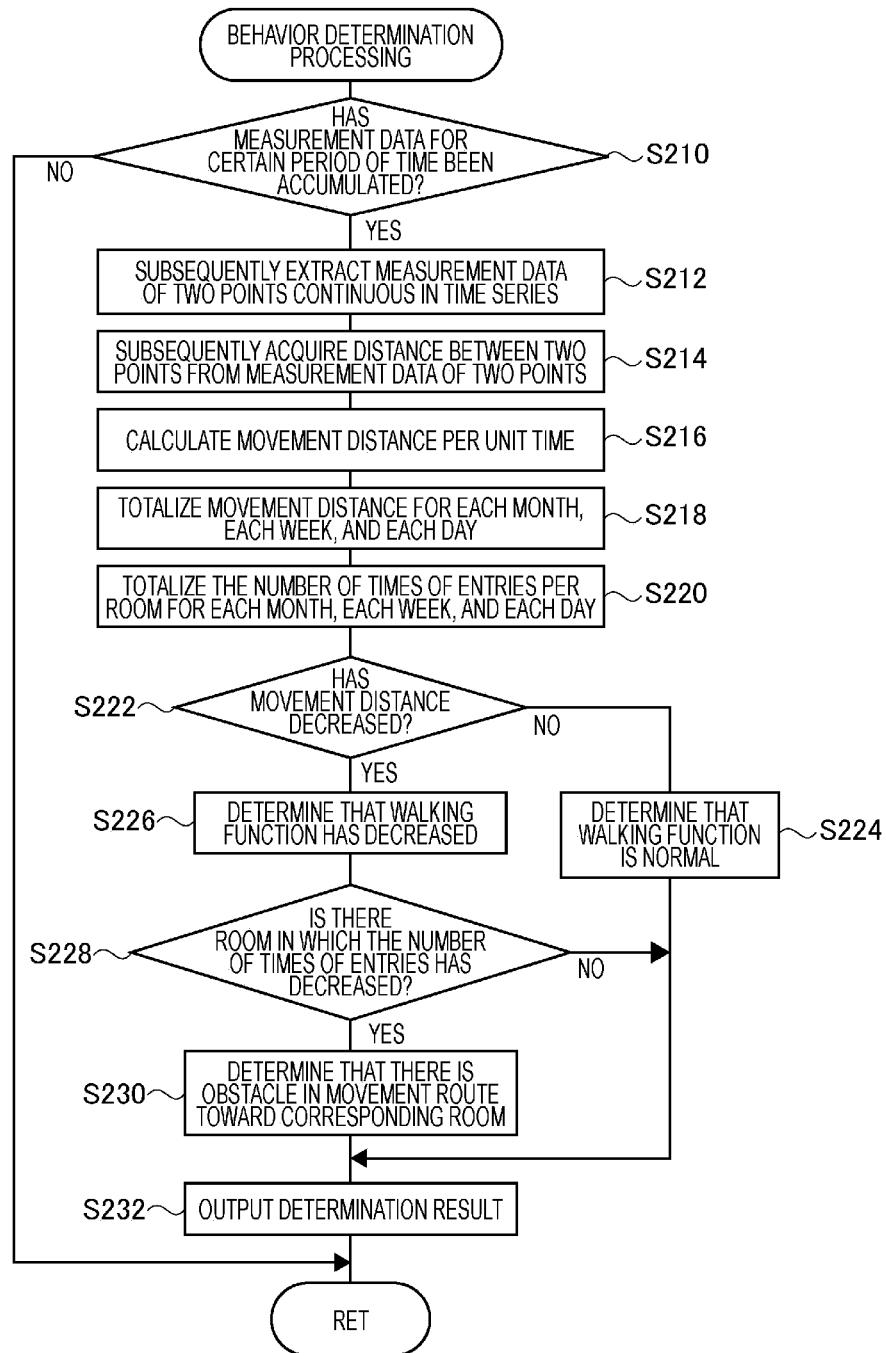 BEHAVIOR DETERMINATION
PROCESSING
HAS
MEASUREMENT DATA FOR
CERTAIN PERIOD OF TIME BEEN
ACCUMULATED?
S210
NO
YES
SUBSEQUENTLY EXTRACT MEASUREMENT DATA
OF TWO POINTS CONTINUOUS IN TIME SERIES
S212
SUBSEQUENTLY ACQUIRE DISTANCE BETWEEN TWO
POINTS FROM MEASUREMENT DATA OF TWO POINTS
S214
CALCULATE MOVEMENT DISTANCE PER UNIT TIME
S216
TOTALIZE MOVEMENT DISTANCE FOR EACH MONTH,
EACH WEEK, AND EACH DAY
S218
TOTALIZE THE NUMBER OF TIMES OF ENTRIES PER
ROOM FOR EACH MONTH, EACH WEEK, AND EACH DAY
S220
S222
HAS
MOVEMENT DISTANCE
DECREASED?
NO
YES
S226
DETERMINE THAT WALKING
FUNCTION HAS DECREASED
DETERMINE THAT
WALKING FUNCTION
IS NORMAL
S224
S228
IS THERE
ROOM IN WHICH THE NUMBER
OF TIMES OF ENTRIES HAS
DECREASED?
NO
YES
S230
DETERMINE THAT THERE IS
OBSTACLE IN MOVEMENT ROUTE
TOWARD CORRESPONDING ROOM
S232
OUTPUT DETERMINATION RESULT
RET